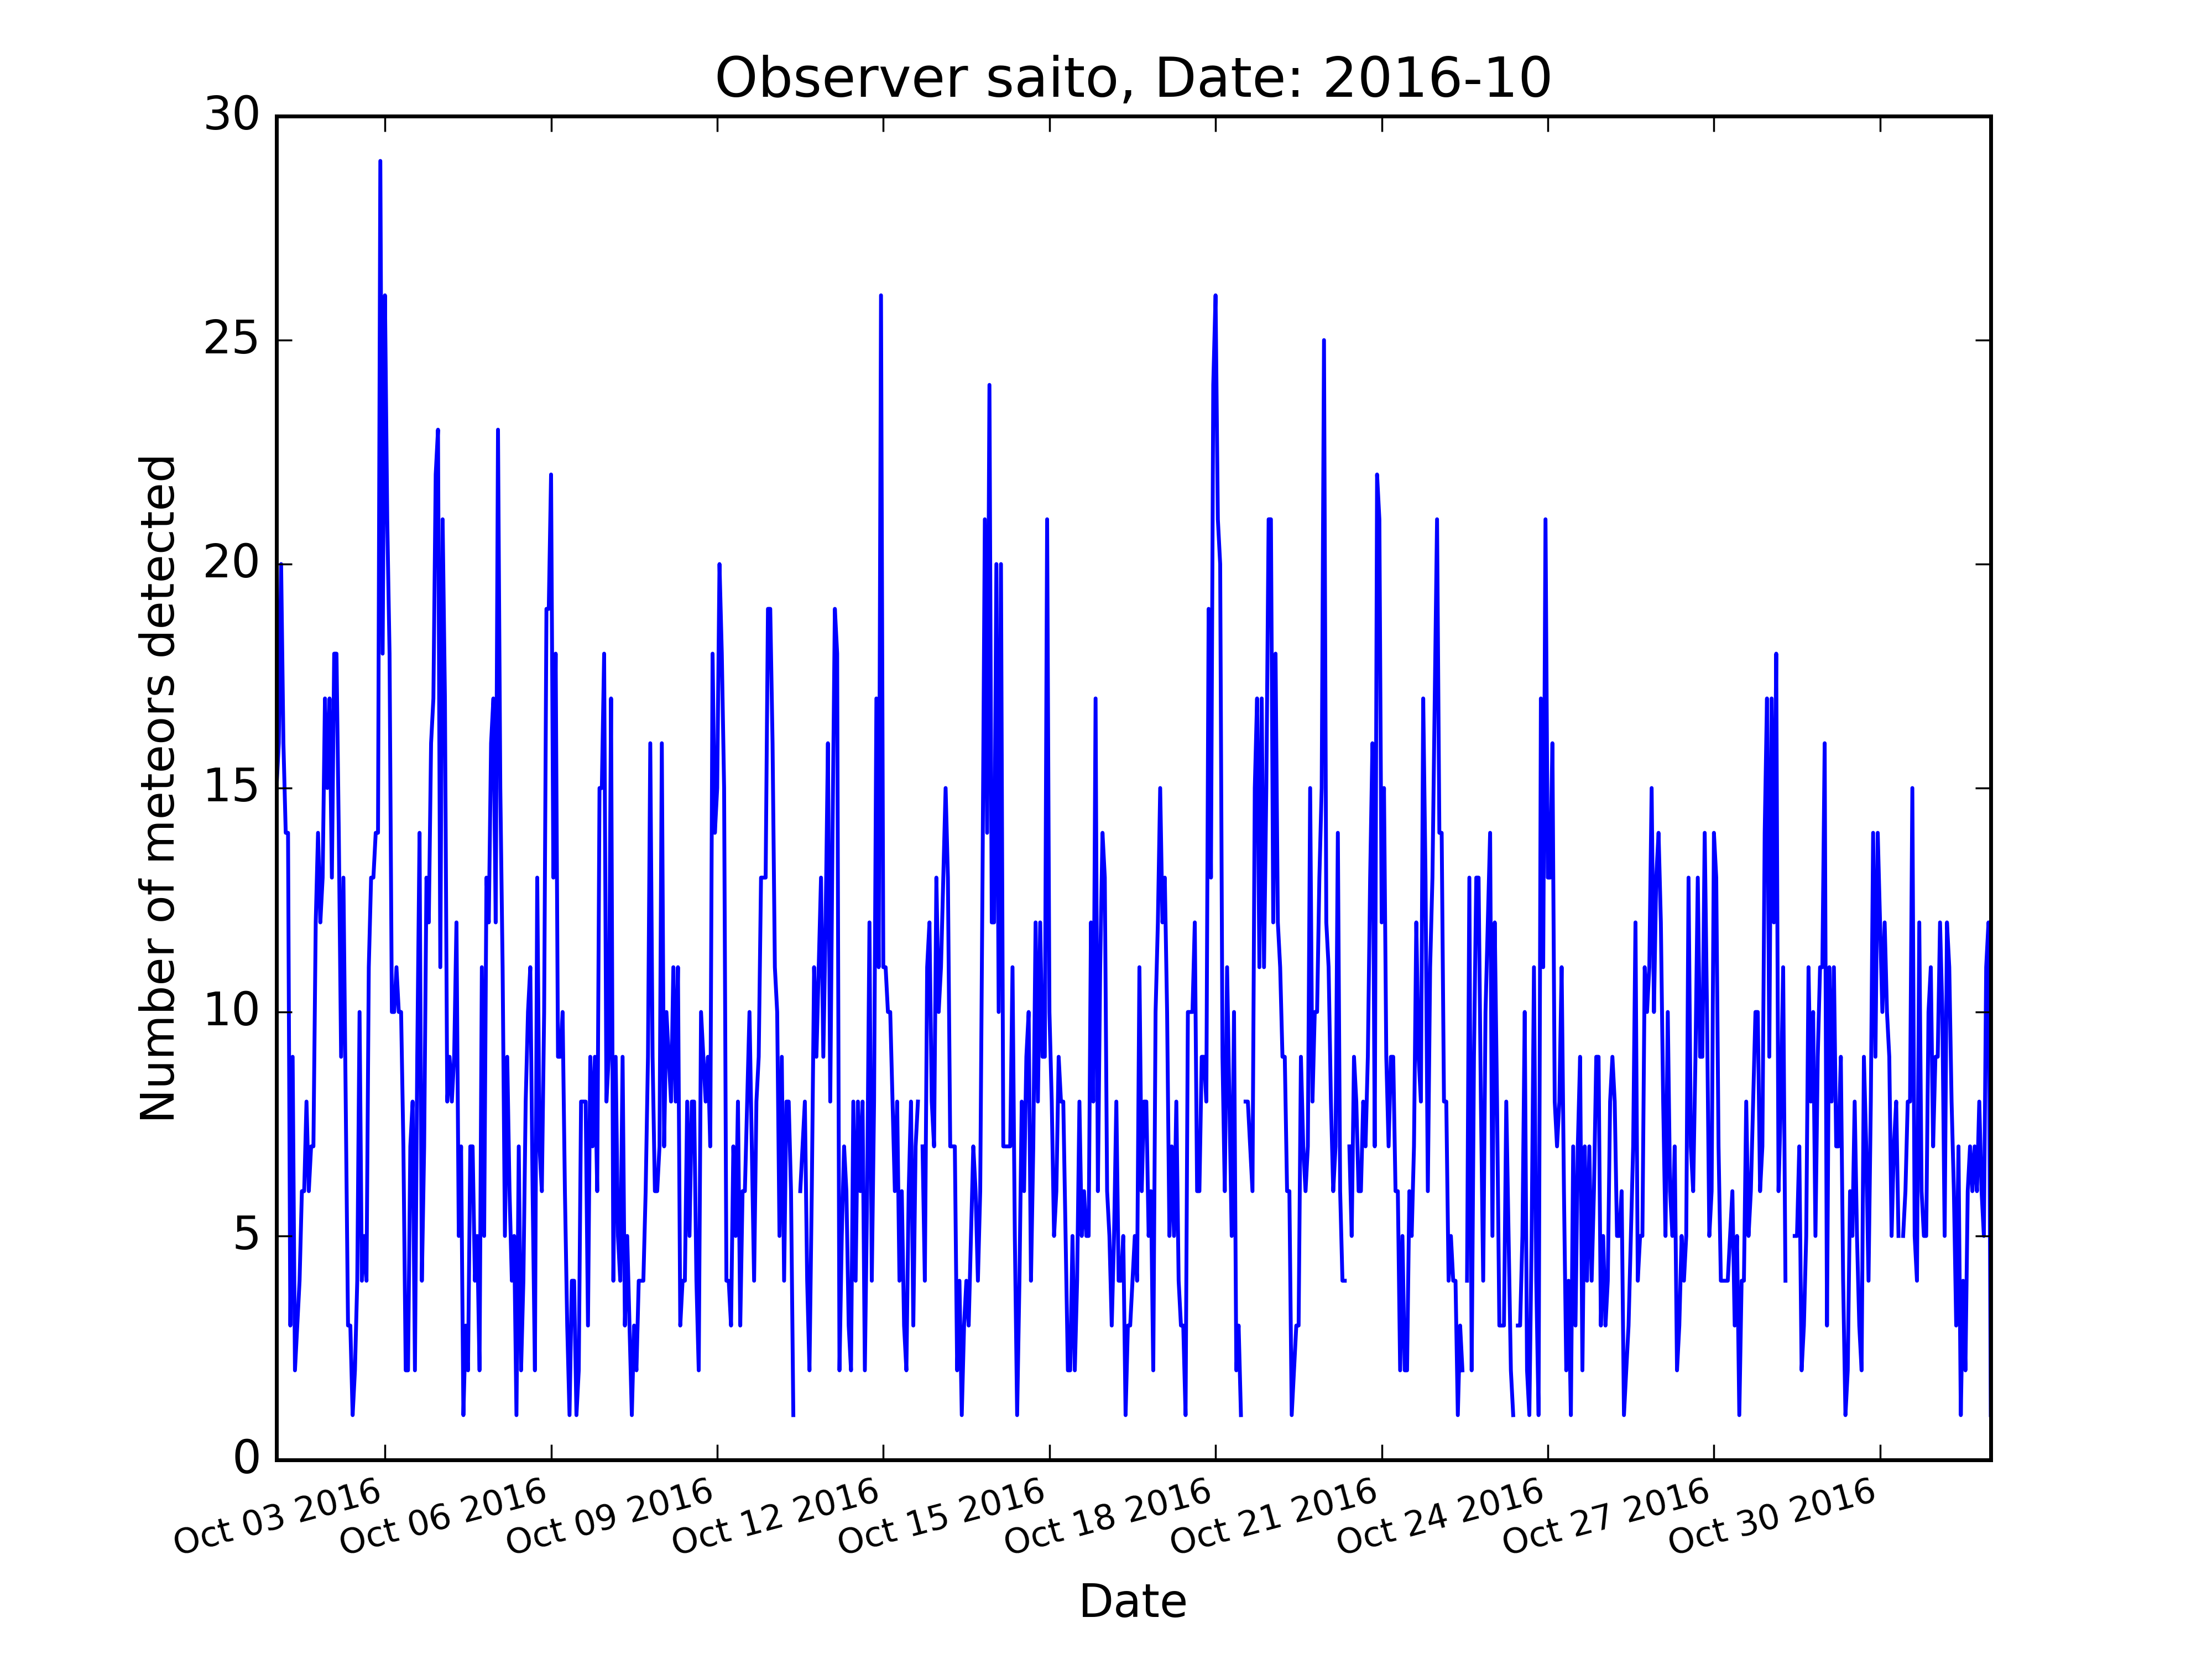 Observer saito, Date: 2016-10
30
25
20
15
10
5
0
Number of meteors detected
Oct 03 2016
Oct 06 2016
Oct 09 2016
Oct 12 2016
Oct 15 2016
Oct 18 2016
Oct 21 2016
Oct 24 2016
Oct 27 2016
Oct 30 2016
Date